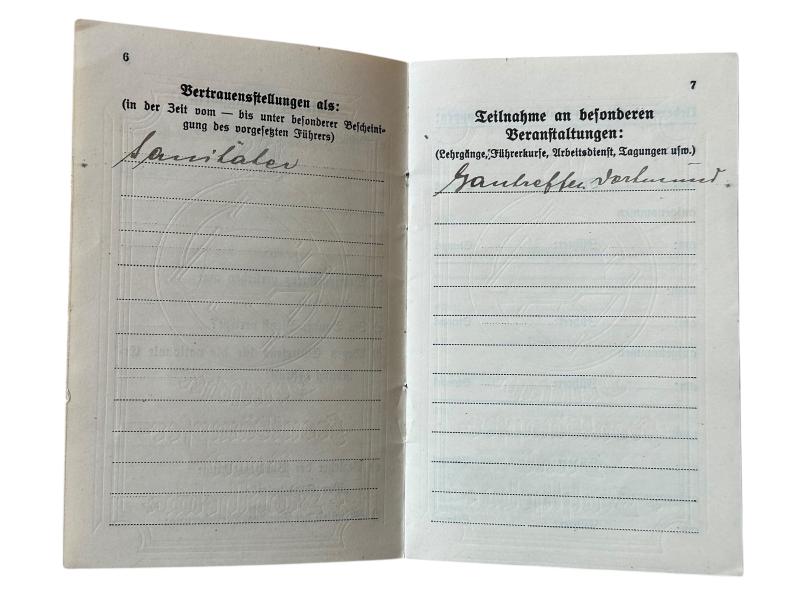 6
Vertrauensstellungen als:
(in der Zeit vom — bis unter besonderer Bescheini-
gung des vorgesetzten Führers)
Sanitäter
7
Teilnahme an besonderen
Veranstaltungen:
(Lehrgänge, Führerkurse, Arbeitsdienst, Tagungen usw.)
Gautreffen Dortmund.